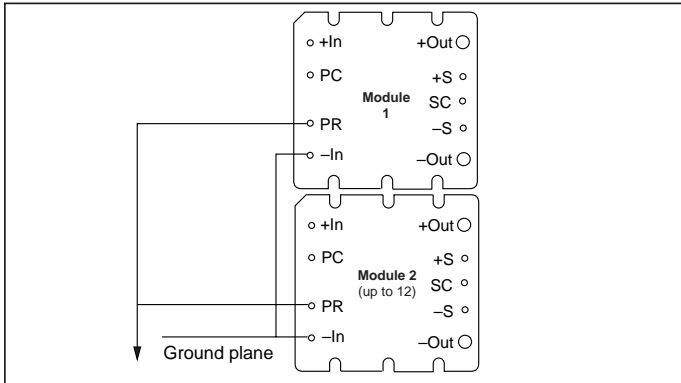 +In +Out
PC +S
Module
1
SC
PR –S
–In –Out
+In +Out
PC +S
Module 2
(up to 12)
SC
PR –S
–In –Out
Ground plane